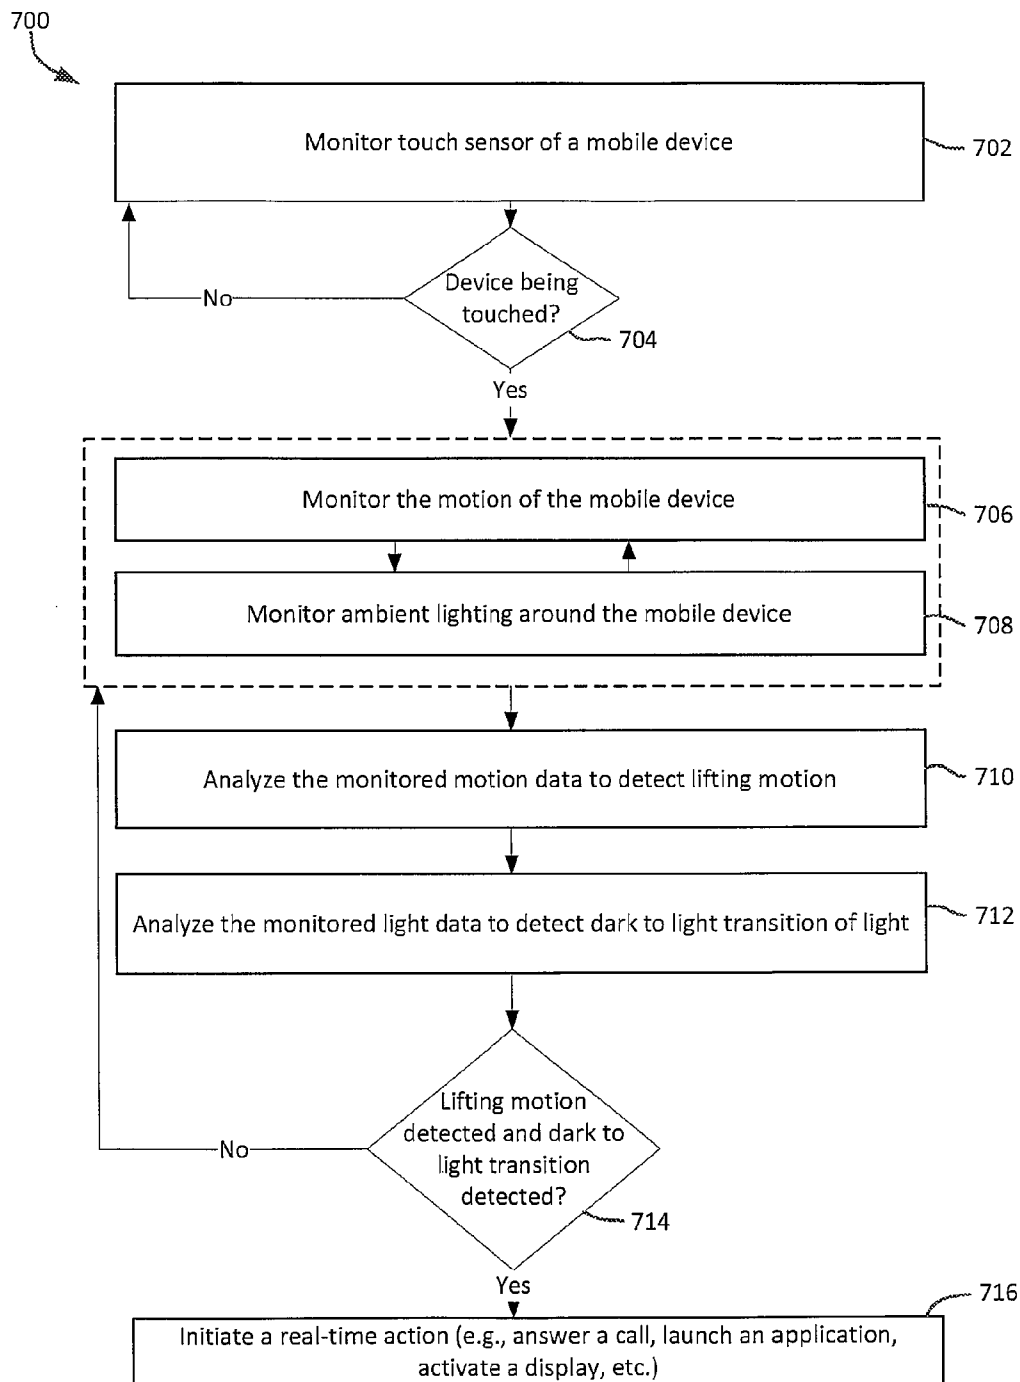 700
Monitor touch sensor of a mobile device
702
Device being
touched?
No
704
Yes
Monitor the motion of the mobile device
706
Monitor ambient lighting around the mobile device
708
Analyze the monitored motion data to detect lifting motion
710
Analyze the monitored light data to detect dark to light transition of light
712
Lifting motion
detected and dark to
light transition
detected?
No
714
Yes
716
Initiate a real-time action (e.g., answer a call, launch an application,
activate a display, etc.)